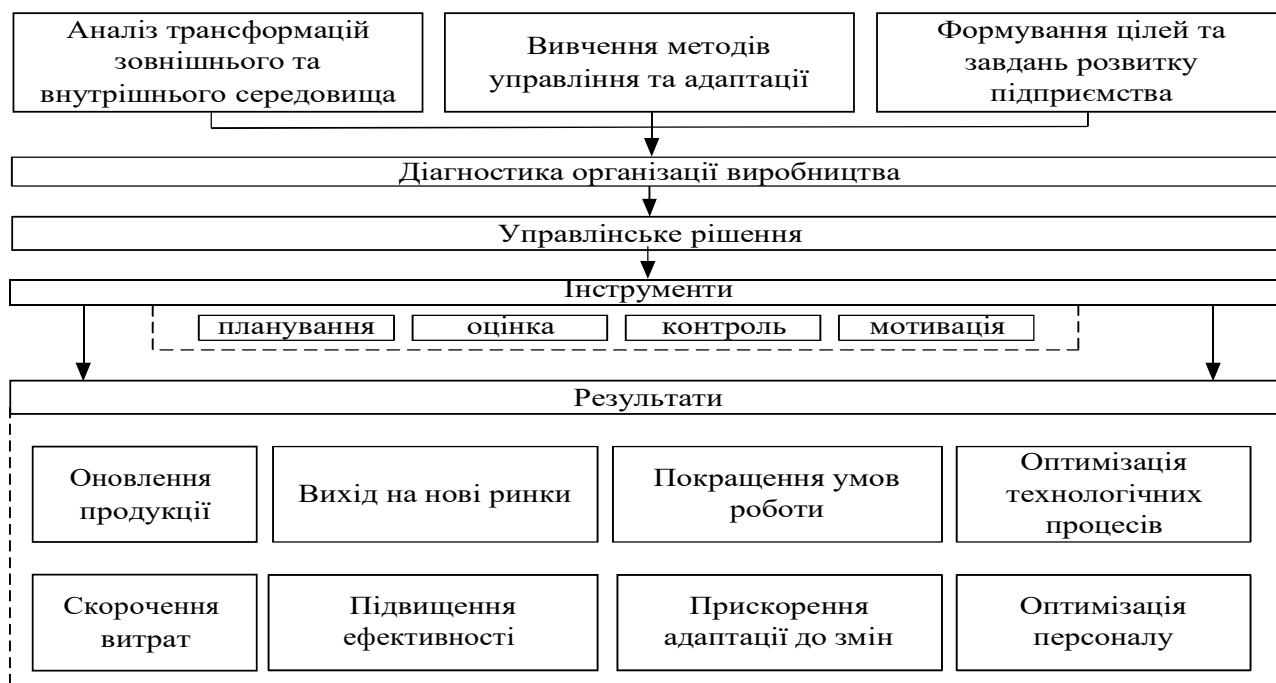 Аналіз трансформацій
зовнішнього та
внутрішнього середовища
Вивчення методів
управління та адаптації
Формування цілей та
завдань розвитку
підприємства
Діагностика організації виробництва
Управлінське рішення
Інструменти
планування
оцінка
контроль
мотивація
Результати
Оновлення
продукції
Вихід на нові ринки
Покращення умов
роботи
Оптимізація
технологічних
процесів
Скорочення
витрат
Підвищення
ефективності
Прискорення
адаптації до змін
Оптимізація
персоналу